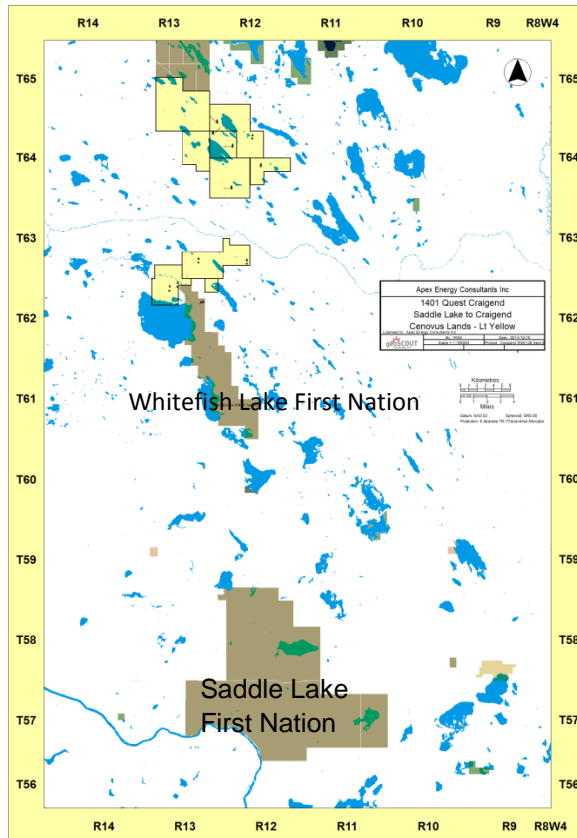 R14 R13 R12 R11 R10 R9 R8W4
T65 T65
T64 T64
T63 T63
Apex Energy Consultants Inc
1401 Quest Craigend
Saddle Lake to Craigend
Cenovus Lands - Lt Yellow
geoSCOUT
T62 T62
Kilometres
Miles
T61 T61
Whitefish Lake First Nation
T60 T60
T59 T59
T58 T58
Saddle Lake
First Nation
T57 T57
T56 T56
R14 R13 R12 R11 R10 R9 R8W4